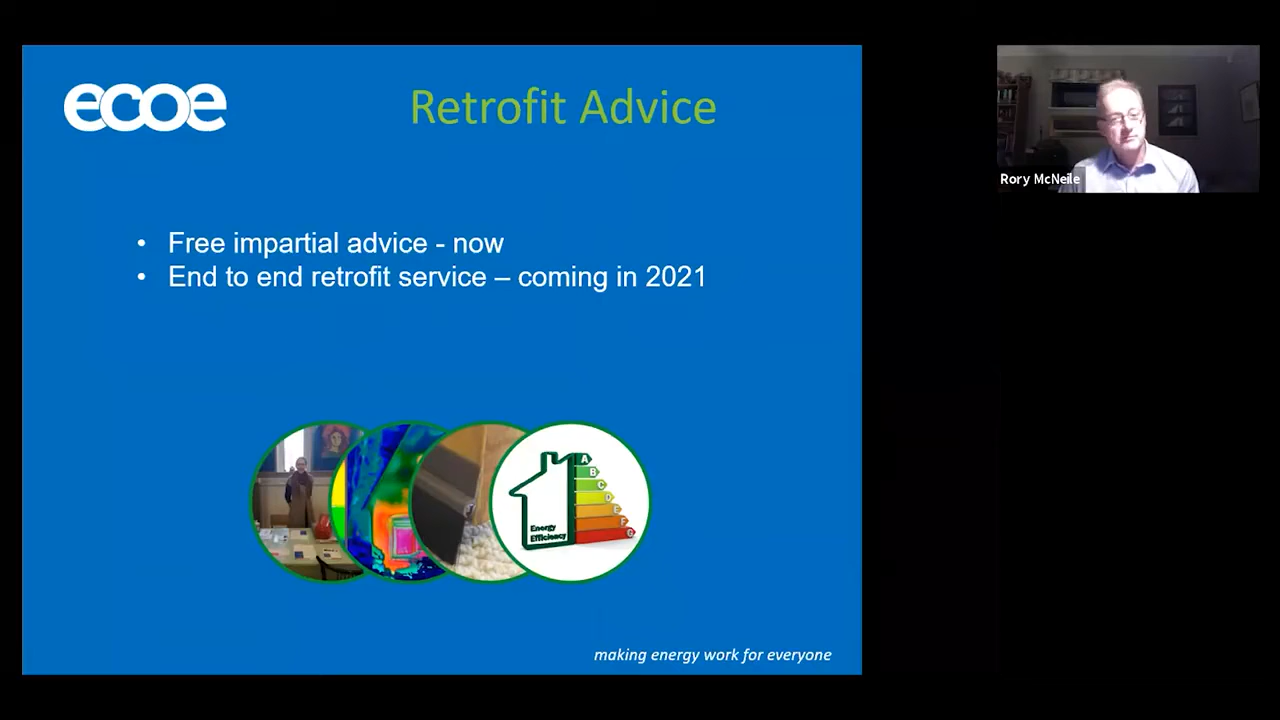 ecoe
Retrofit Advice
Rory McNeile
• Free impartial advice - now
• End to end retrofit service – coming in 2021
A
B
C
D
E
F
G
Energy
Efficiency
making energy work for everyone